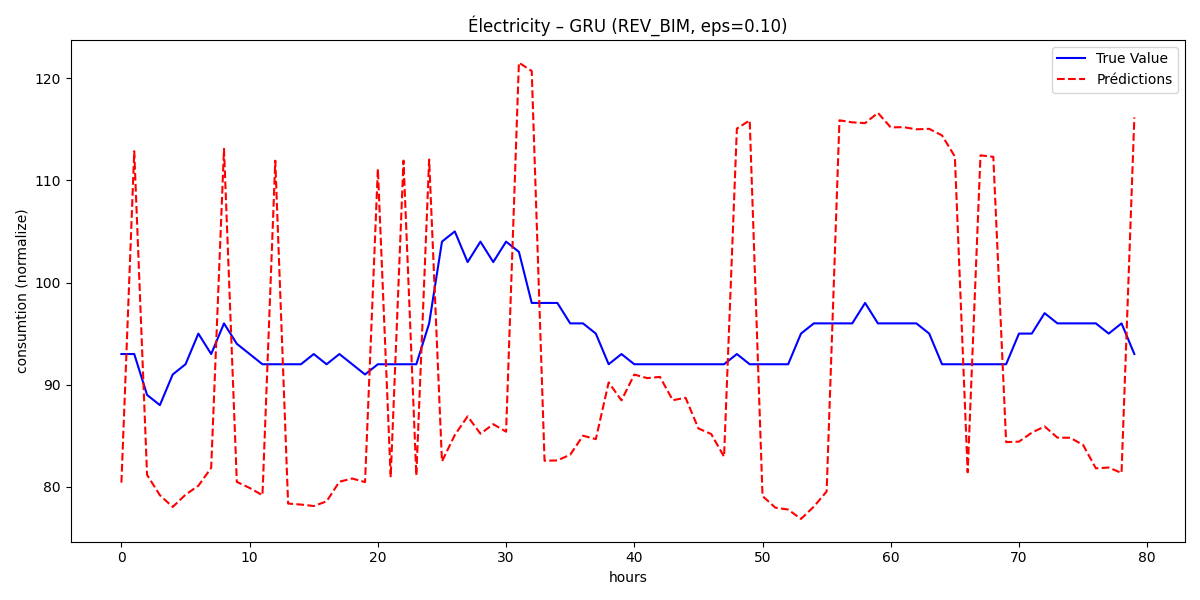 Électricity – GRU (REV_BIM, eps=0.10)
True Value
Prédictions
120
110
100
90
80
consumtion (normalize)
0 10 20 30 40 50 60 70 80
hours